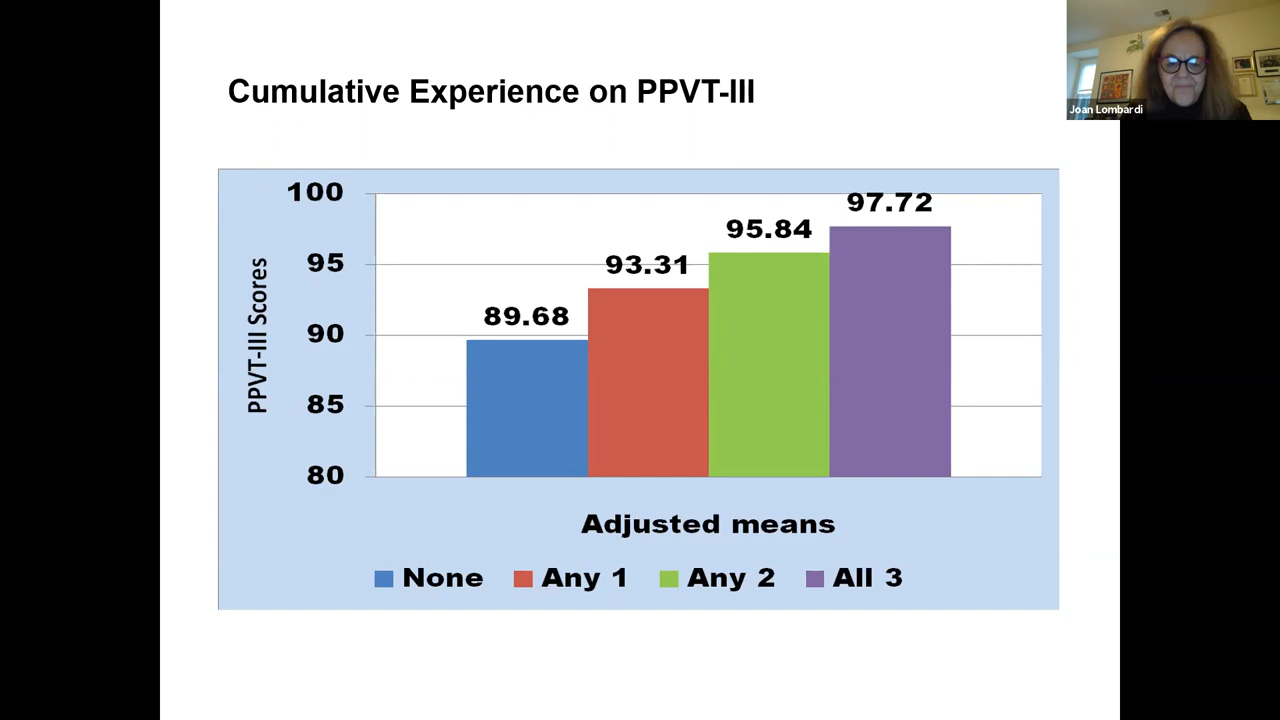 Cumulative Experience on PPVT-III
Joan Lombardi
PPVT-III Scores
100
95
90
85
80
89.68
93.31
95.84
97.72
Adjusted means
None
Any 1
Any 2
All 3